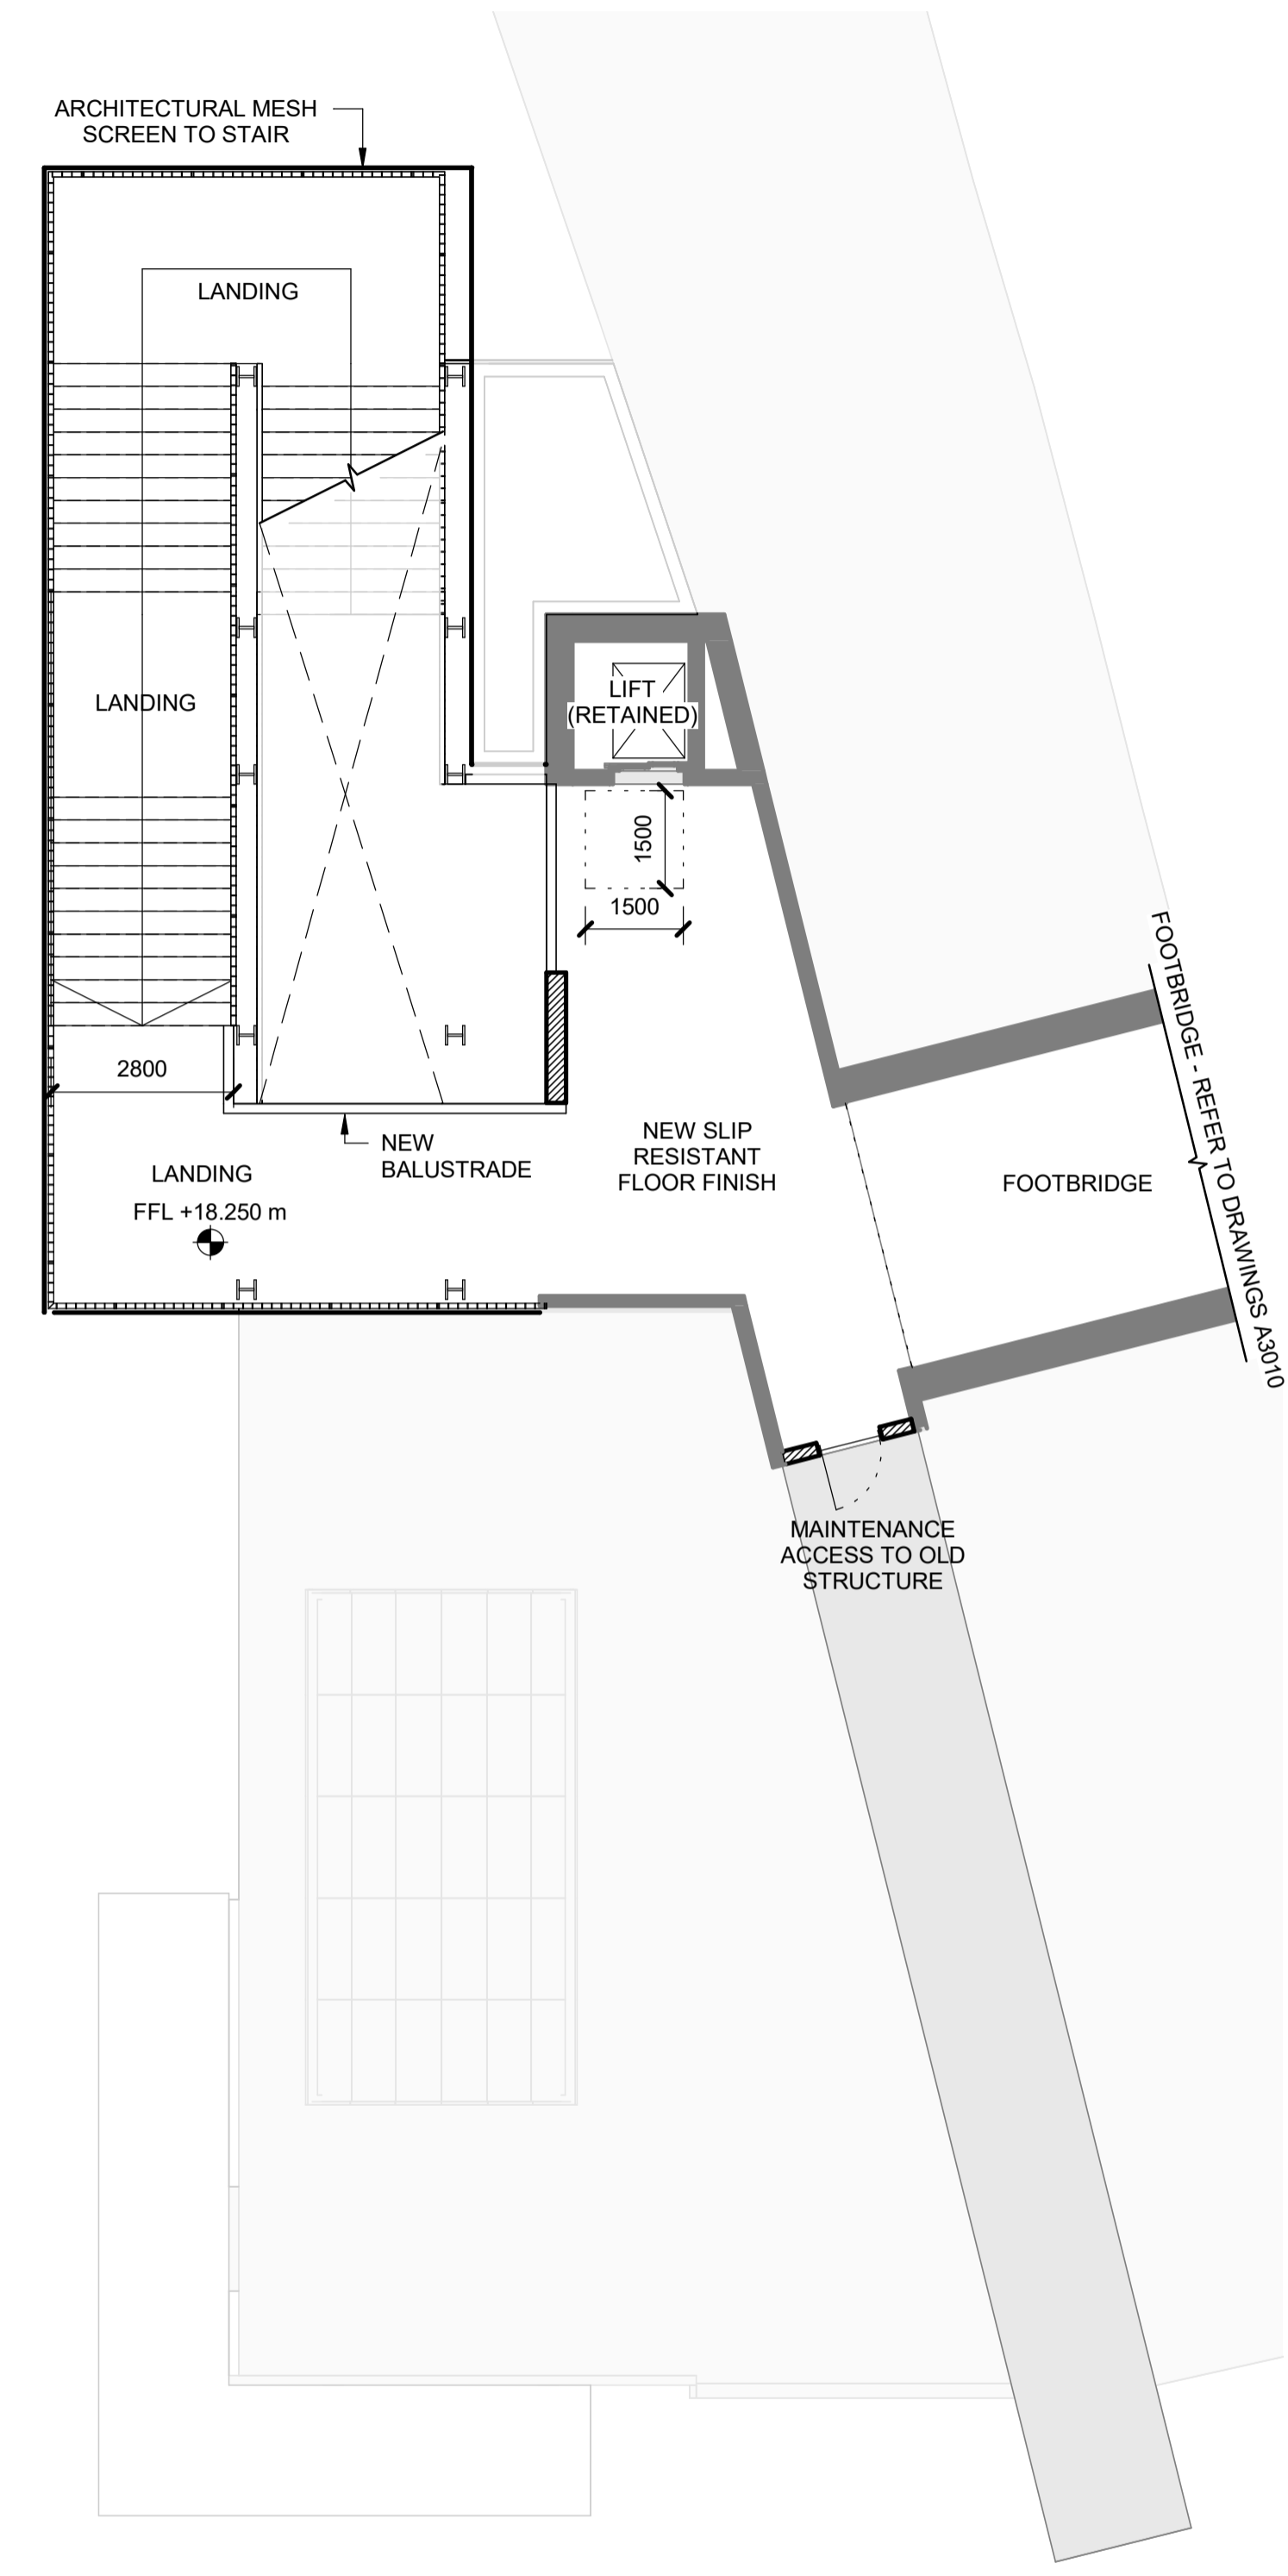 ARCHITECTURAL MESH
SCREEN TO STAIR
LANDING
LANDING
LIFT
(RETAINED)
1500
1500
FOOTBRIDGE - REFER TO DRAWINGS A3010
2800
NEW
BALUSTRADE
NEW SLIP
RESISTANT
FLOOR FINISH
LANDING
FFL +18.250 m
FOOTBRIDGE
MAINTENANCE
ACCESS TO OLD
STRUCTURE